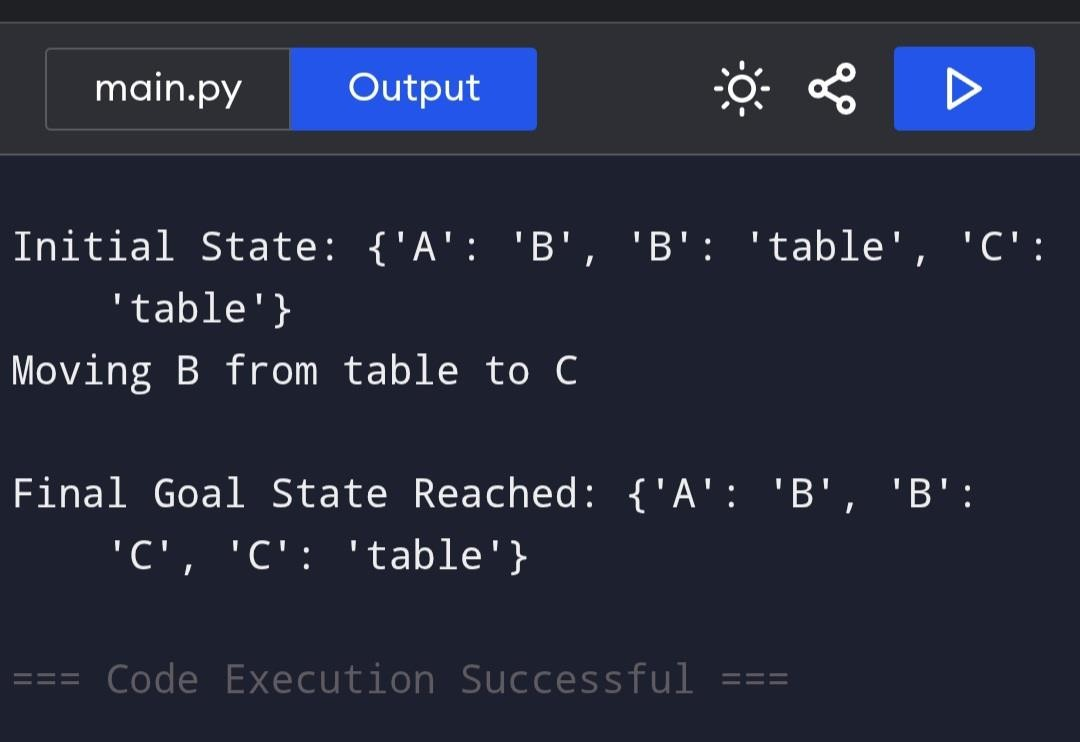 main.py
Output
Initial State: {'A': 'B', 'B': 'table', 'C':
'table'}
Moving B from table to C
Final Goal State Reached: {'A': 'B', 'B':
'C', 'C': 'table'}
=== Code Execution Successful ===